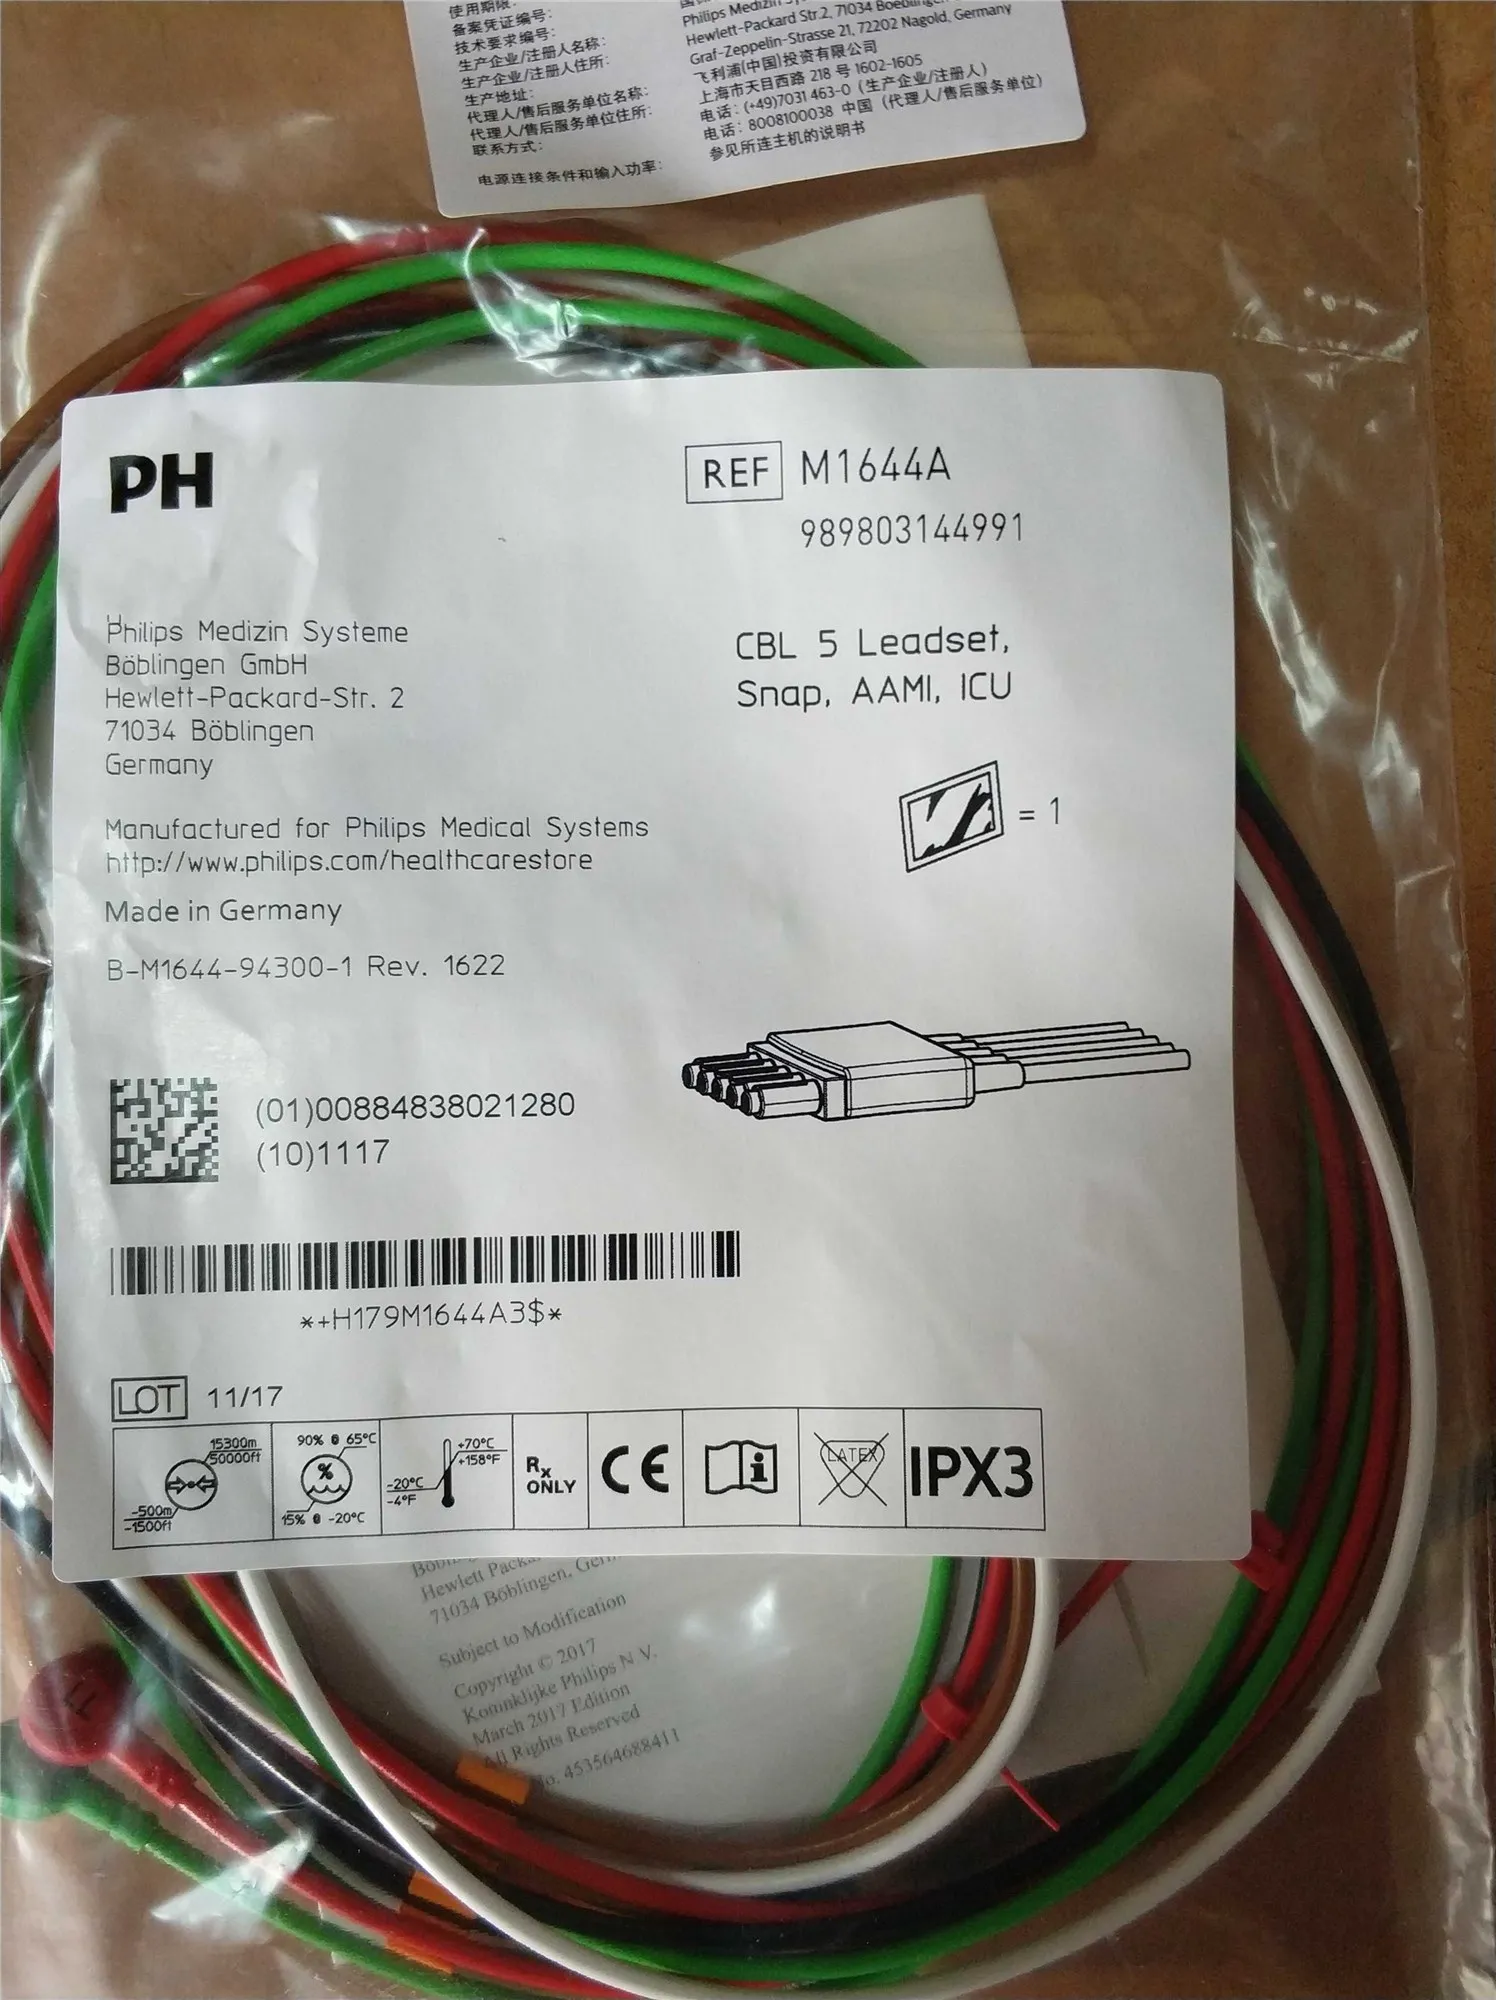 使用期限:
备案凭证编号:
技术要求编号:
生产企业/注册人名称:
生产企业/注册人住所:
生产地址:
代理人/售后服务单位名称:
代理人/售后服务单位住所:
联系方式:
电源连接条件和输入功率:
Philips Medizin
Hewlett-Packard Str.2, 71034 Boeblingen,
Graf-Zeppelin-Strasse 21, 72202 Nagold, Germany
飞利浦(中国)投资有限公司
上海市天目西路 218 号 1602-1605
电话: (+49)7031 463-0 (生产企业/注册人)
电话: 8008100038 中国 (代理人/售后服务单位)
参见所连主机的说明书
PH
REF M1644A
989803144991
Philips Medizin Systeme
Böblingen GmbH
Hewlett-Packard-Str. 2
71034 Böblingen
Germany
CBL 5 Leadset,
Snap, AAMI, ICU
= 1
Manufactured for Philips Medical Systems
http://www.philips.com/healthcarestore
Made in Germany
B-M1644-94300-1 Rev. 1622
(01)00884838021280
(10)1117
*+H179M1644A3$*
LOT 11/17
15300m
50000ft
-500m
-1500ft
90% @ 65°C
%
15% @ -20°C
+70°C
+158°F
-20°C
-4°F
Rx
ONLY
CE
i
LATEX
IPX3
Hewlett Pack
71034 Böblingen, Ger
Subject to Modification
Copyright © 2017
Koninklijke Philips N V.
March 2017 Edition
All Rights Reserved
No. 453564688411
LL